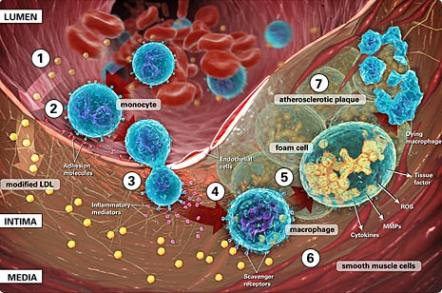 LUMEN
1
7
2
monocyte
atherosclerotic plaque
Adhesion
molecules
Endothelial
cells
foam cell
Dying
macrophage
modified LDL
3
4
5
Tissue
factor
Inflammatory
mediators
ROS
INTIMA
macrophage
MMPs
Cytokines
6
smooth muscle cells
MEDIA
Scavenger
receptors